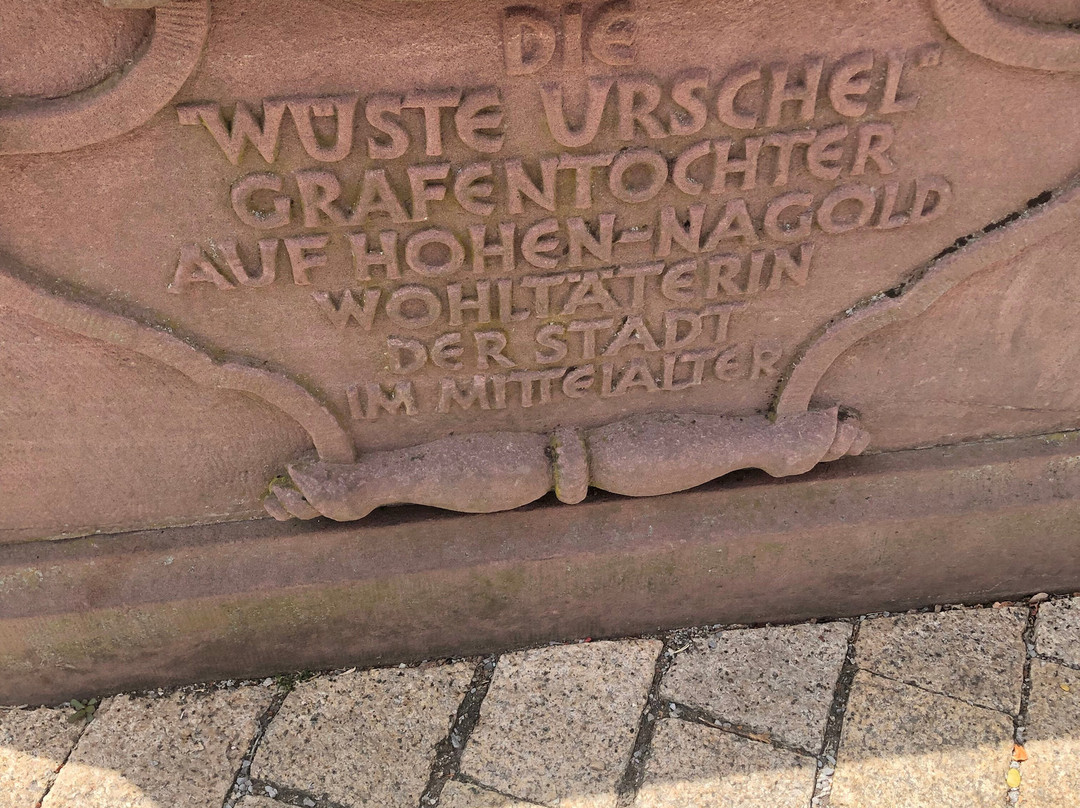 DIE
"WÜSTE URSCHEL"
GRAFENTOCHTER
AUF HOHEN-NAGOLD
WOHLTÄTERIN
DER STADT
IM MITTELALTER